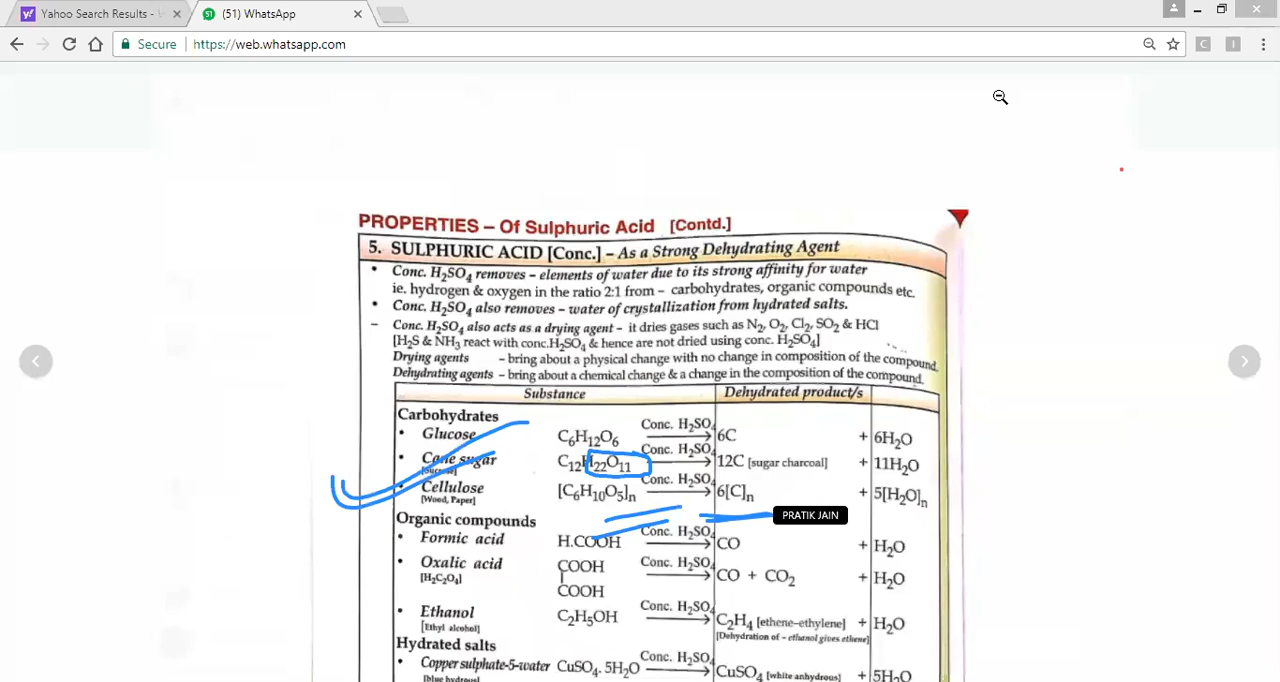 Yahoo Search Results - Y
(51) WhatsApp
Secure
https://web.whatsapp.com
C
I
PROPERTIES – Of Sulphuric Acid [Contd.]
5. SULPHURIC ACID [Conc.] – As a Strong Dehydrating Agent
• Conc. H₂SO₄ removes – elements of water due to its strong affinity for water
ie. hydrogen & oxygen in the ratio 2:1 from – carbohydrates, organic compounds etc.
• Conc. H₂SO₄ also removes – water of crystallization from hydrated salts.
– Conc. H₂SO₄ also acts as a drying agent – it dries gases such as N₂, O₂, Cl₂, SO₂ & HCl
[H₂S & NH₃ react with conc.H₂SO₄ & hence are not dried using conc. H₂SO₄]
Drying agents – bring about a physical change with no change in composition of the compound.
Dehydrating agents – bring about a chemical change & a change in the composition of the compound.
Substance Dehydrated product/s
Carbohydrates
• Glucose C₆H₁₂O₆ Conc. H₂SO₄ → 6C + 6H₂O
• Cane sugar C₁₂H₂₂O₁₁ Conc. H₂SO₄ → 12C [sugar charcoal] + 11H₂O
[Sucrose]
• Cellulose [C₆H₁₀O₅]n Conc. H₂SO₄ → 6[C]n + 5[H₂O]n
[Wood, Paper]
PRATIK JAIN
Organic compounds
• Formic acid H.COOH Conc. H₂SO₄ → CO + H₂O
• Oxalic acid COOH Conc. H₂SO₄ → CO + CO₂ + H₂O
[H₂C₂O₄] COOH
• Ethanol C₂H₅OH Conc. H₂SO₄ → C₂H₄ [ethene-ethylene] + H₂O
[Ethyl alcohol] [Dehydration of - ethanol gives ethene]
Hydrated salts
• Copper sulphate-5-water CuSO₄. 5H₂O Conc. H₂SO₄ → CuSO₄ [white anhydrous] + 5H₂O
[blue hydrous]